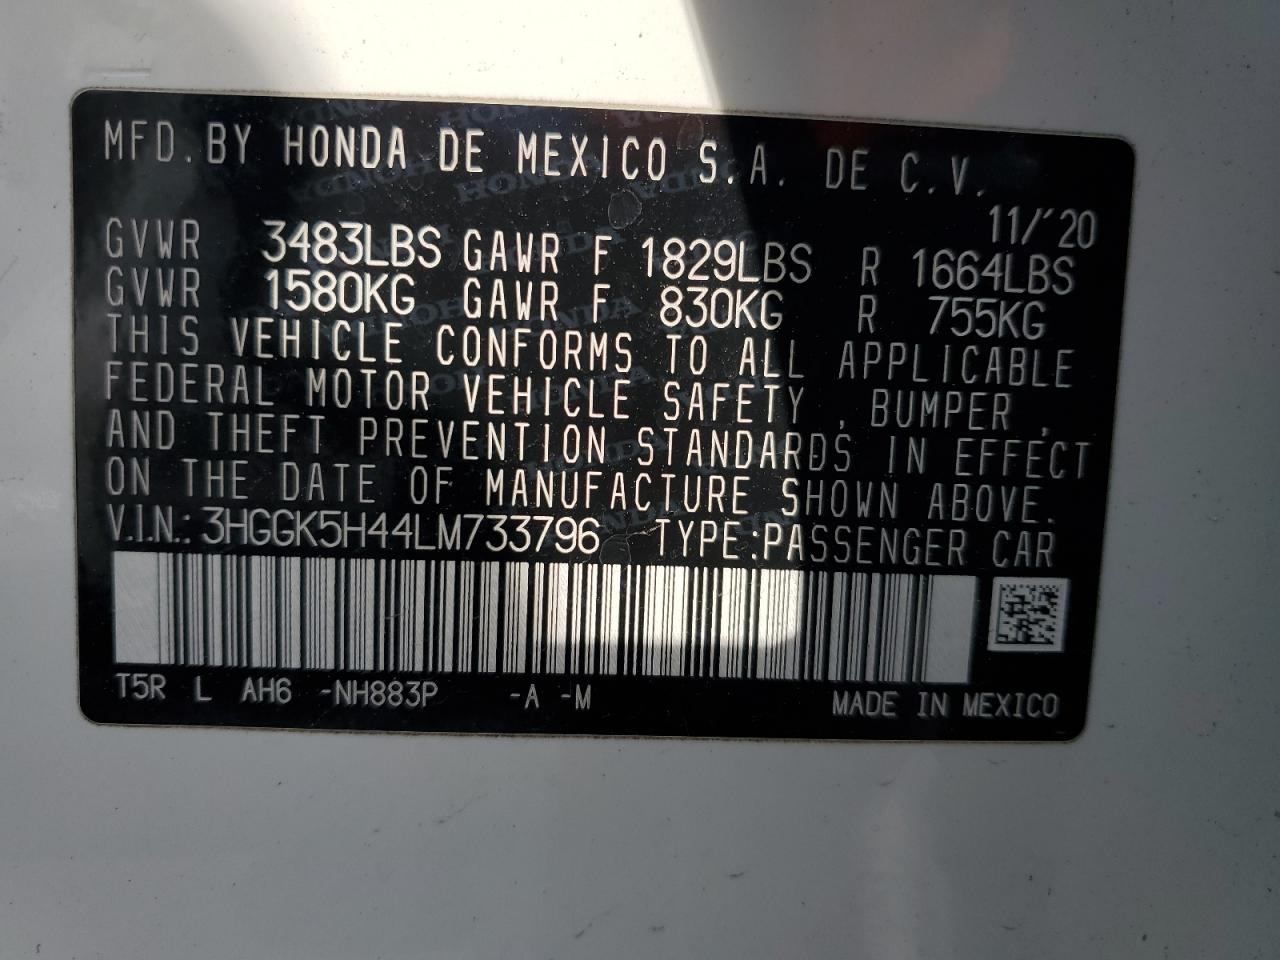 MFD.BY HONDA DE MEXICO S.A. DE C.V.
11/'20
GVWR 3483LBS GAWR F 1829LBS R 1664LBS
GVWR 1580KG GAWR F 830KG R 755KG
THIS VEHICLE CONFORMS TO ALL APPLICABLE
FEDERAL MOTOR VEHICLE SAFETY , BUMPER ,
AND THEFT PREVENTION STANDARDS IN EFFECT
ON THE DATE OF MANUFACTURE SHOWN ABOVE.
V.I.N.: 3HGGK5H44LM733796 TYPE:PASSENGER CAR
T5R L AH6 -NH883P -A -M MADE IN MEXICO